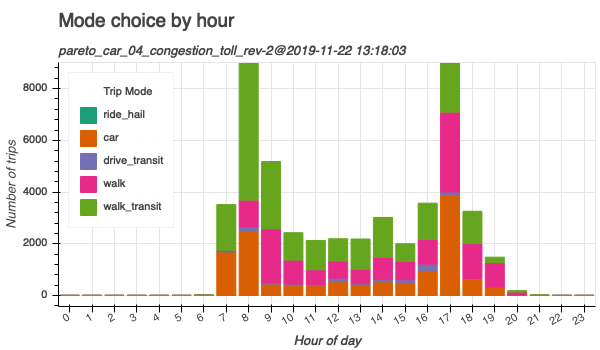 Mode choice by hour
pareto_car_04_congestion_toll_rev-2@2019-11-22 13:18:03
Number of trips
8000
6000
4000
2000
0
Trip Mode
ride_hail
car
drive_transit
walk
walk_transit
0 1 2 3 4 5 6 7 8 9 10 11 12 13 14 15 16 17 18 19 20 21 22 23
Hour of day